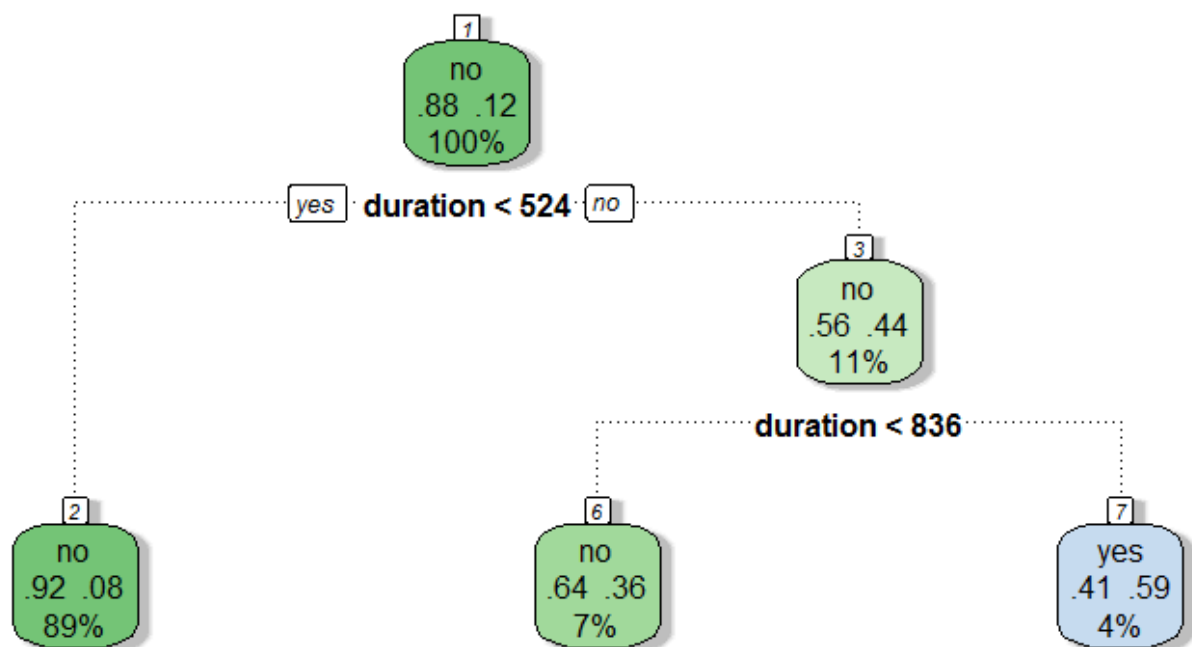 1
no
.88 .12
100%
yes duration < 524 no
3
no
.56 .44
11%
duration < 836
2
no
.92 .08
89%
6
no
.64 .36
7%
7
yes
.41 .59
4%